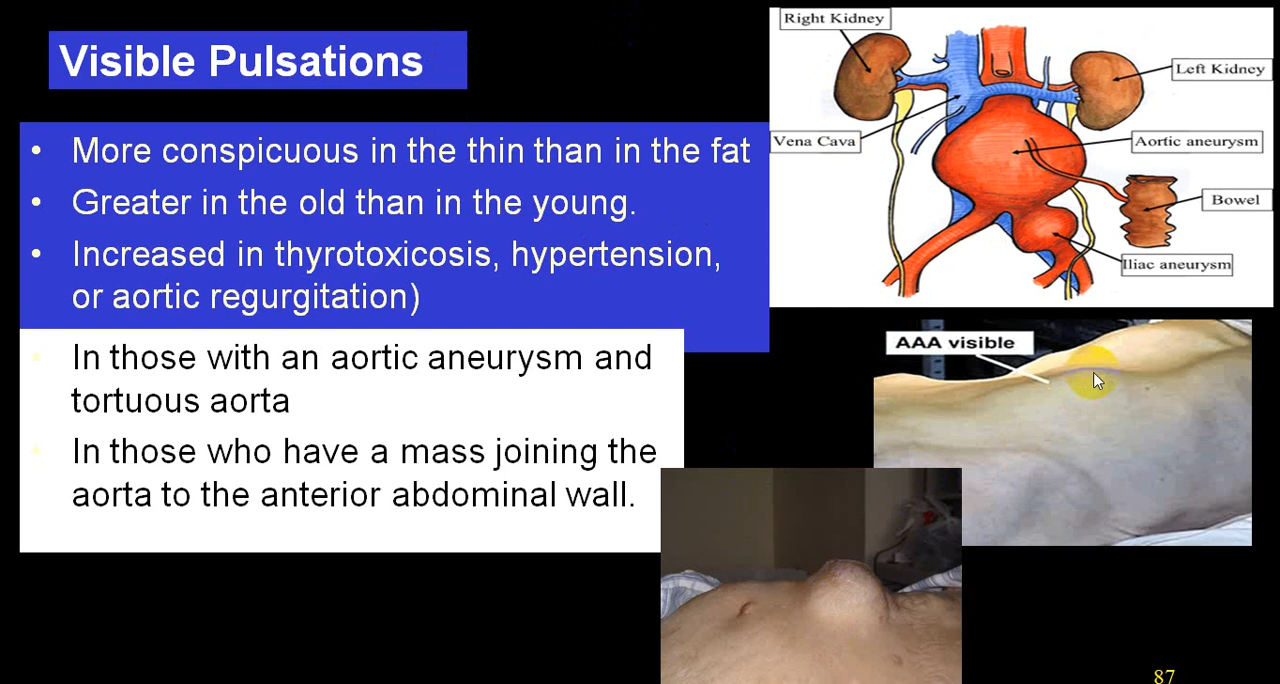 Visible Pulsations
• More conspicuous in the thin than in the fat
• Greater in the old than in the young.
• Increased in thyrotoxicosis, hypertension,
or aortic regurgitation)
• In those with an aortic aneurysm and
tortuous aorta
• In those who have a mass joining the
aorta to the anterior abdominal wall.
Right Kidney
Left Kidney
Vena Cava
Aortic aneurysm
Bowel
Iliac aneurysm
AAA visible
87